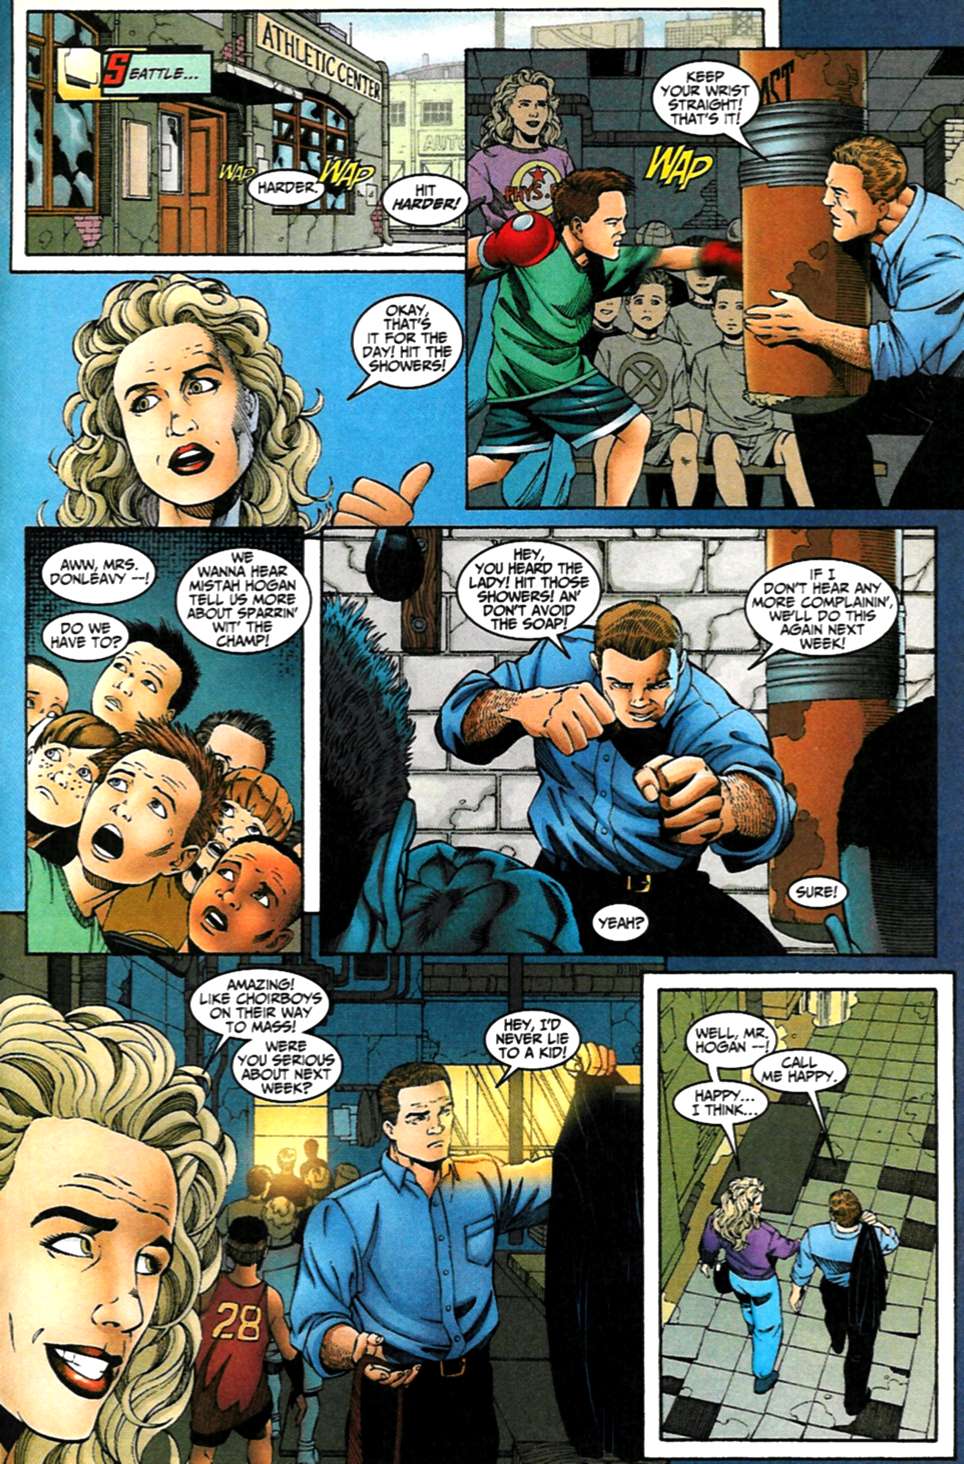 SEATTLE...
ATHLETIC CENTER
AUTO
WAP
HARDER.
WAP
HIT
HARDER!
KEEP
YOUR WRIST
STRAIGHT!
THAT'S IT!
WAP
PHYS.
OKAY,
THAT'S
IT FOR THE
DAY! HIT THE
SHOWERS!
AWW, MRS.
DONLEAVY --!
DO WE
HAVE TO?
WE
WANNA HEAR
MISTAH HOGAN
TELL US MORE
ABOUT SPARRIN'
WIT' THE
CHAMP!
HEY,
YOU HEARD THE
LADY! HIT THOSE
SHOWERS! AN'
DON'T AVOID
THE SOAP!
IF I
DON'T HEAR ANY
MORE COMPLAININ',
WE'LL DO THIS
AGAIN NEXT
WEEK!
YEAH?
SURE!
AMAZING!
LIKE CHOIRBOYS
ON THEIR WAY
TO MASS!
WERE
YOU SERIOUS
ABOUT NEXT
WEEK?
HEY, I'D
NEVER LIE
TO A KID!
28
WELL, MR.
HOGAN --!
CALL
ME HAPPY.
HAPPY...
I THINK...